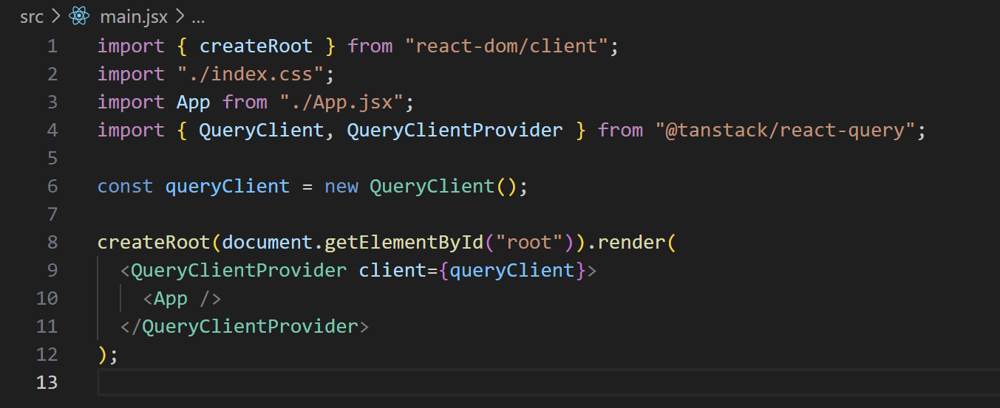 src > main.jsx > ...
1 import { createRoot } from "react-dom/client";
2 import "./index.css";
3 import App from "./App.jsx";
4 import { QueryClient, QueryClientProvider } from "@tanstack/react-query";
5
6 const queryClient = new QueryClient();
7
8 createRoot(document.getElementById("root")).render(
9   <QueryClientProvider client={queryClient}>
10     <App />
11   </QueryClientProvider>
12 );
13